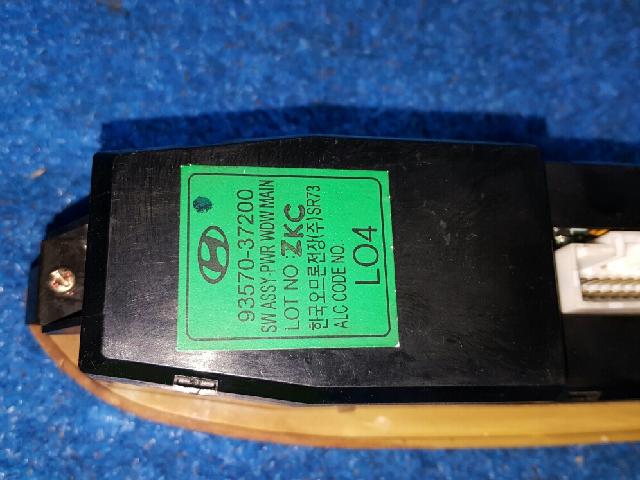 93570-37200
SW ASSY-PWR WDW MAIN
LOT NO : ZKC
한국오므론전장(주) SR73
ALC CODE NO.
L04